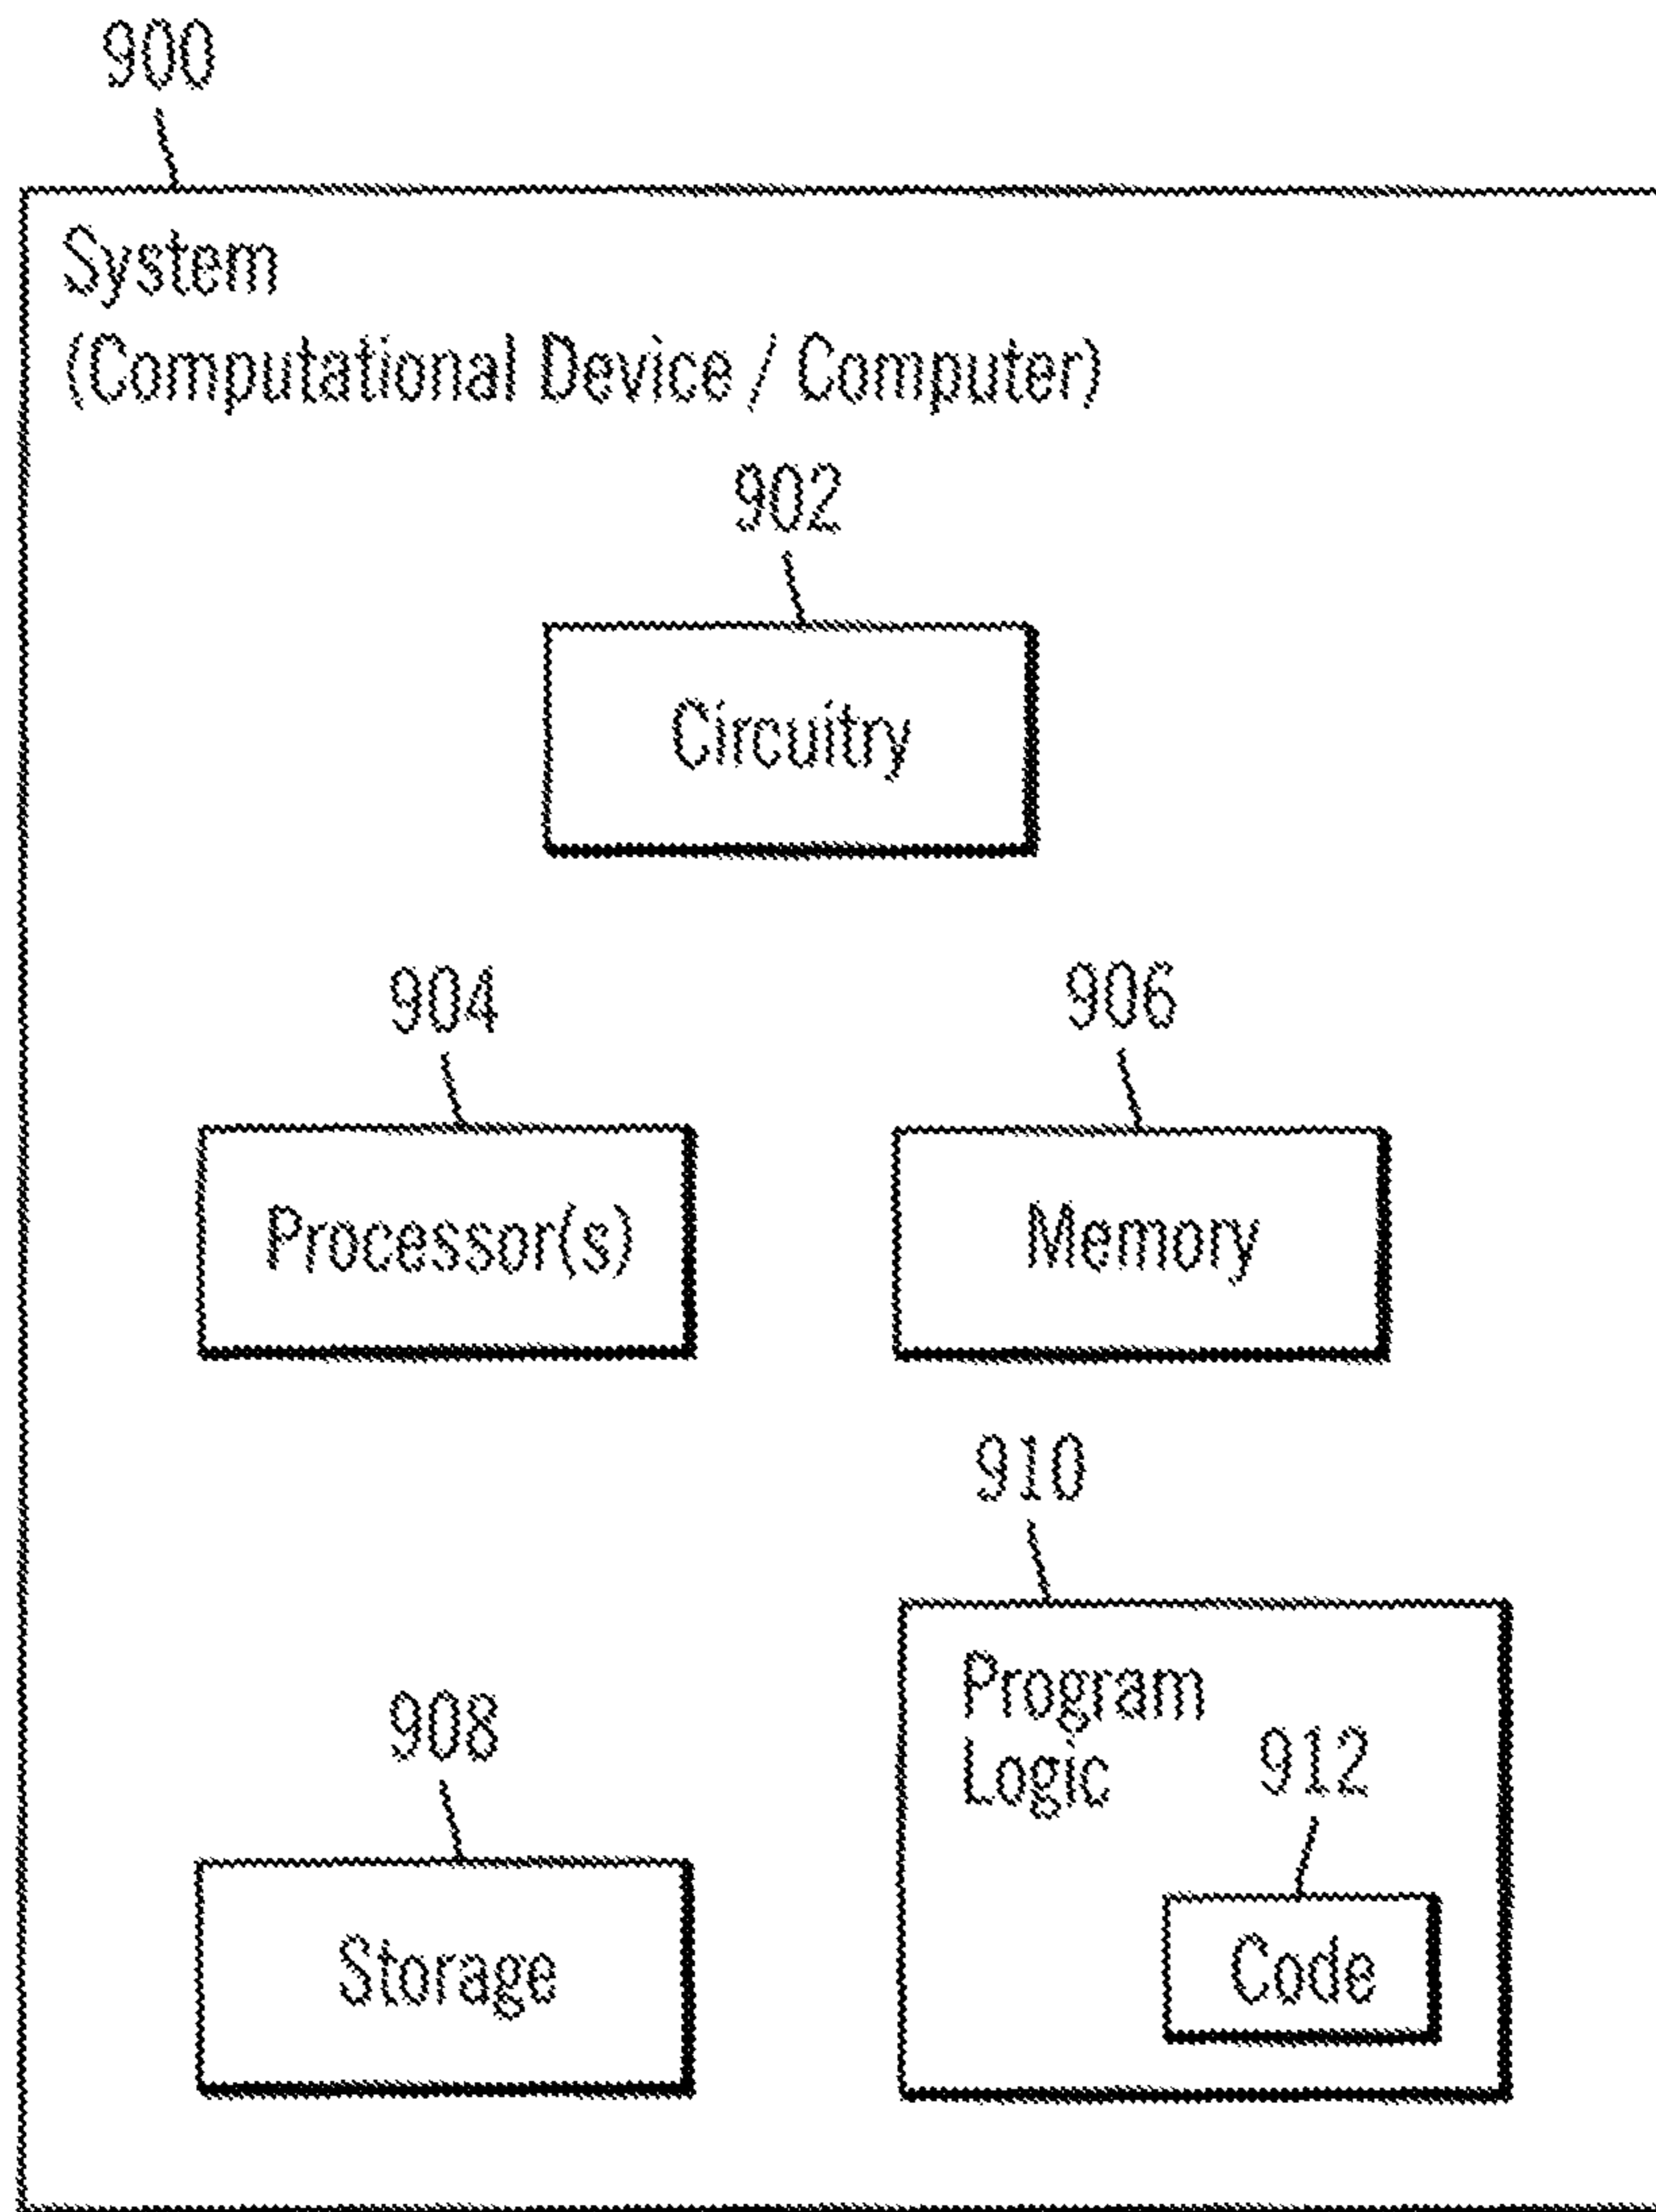 900
System
(Computational Device / Computer)
902
Circuitry
904
906
Processor(s)
Memory
910
Program
Logic
908
912
Storage
Code